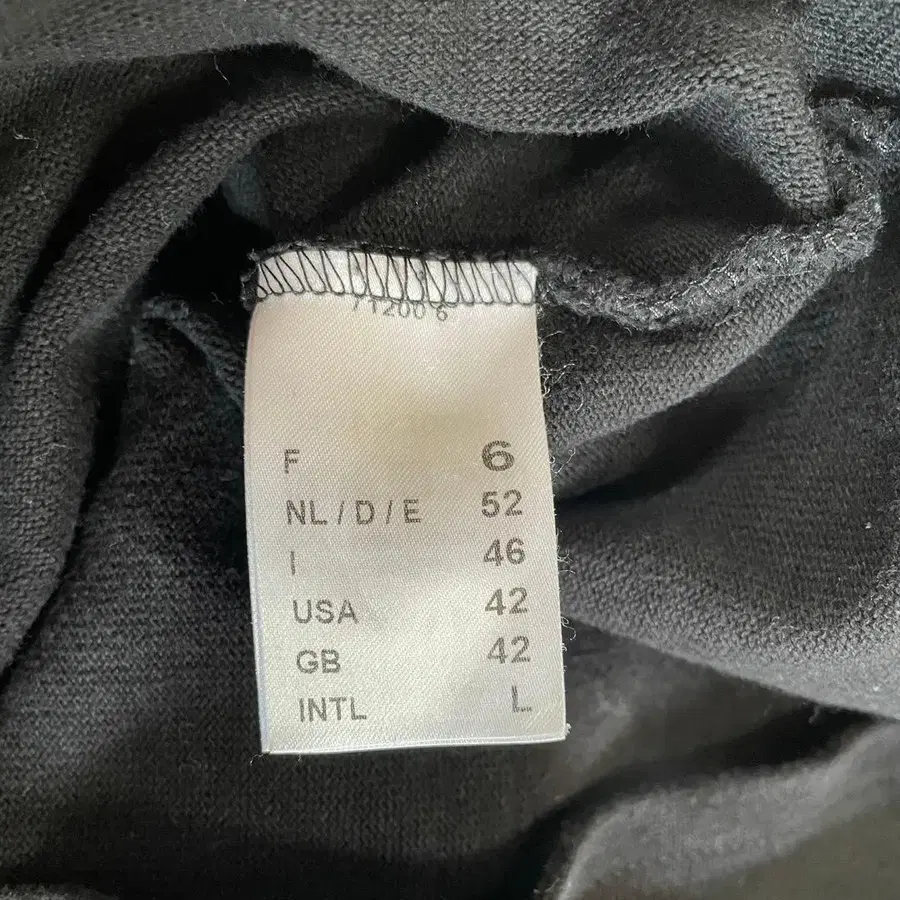 F 6
NL / D / E 52
I 46
USA 42
GB 42
INTL L